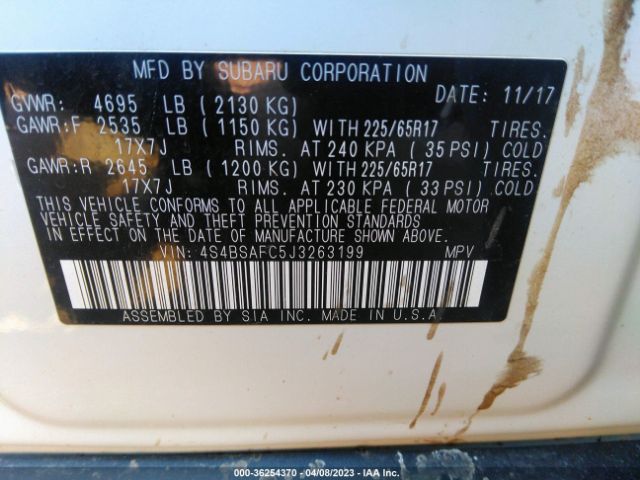 MFD BY SUBARU CORPORATION
GVWR: 4695 LB (2130 KG) DATE: 11/17
GAWR:F 2535 LB (1150 KG) WITH 225/65R17 TIRES.
17X7J RIMS. AT 240 KPA (35 PSI) COLD
GAWR:R 2645 LB (1200 KG) WITH 225/65R17 TIRES.
17X7J RIMS. AT 230 KPA (33 PSI) COLD
THIS VEHICLE CONFORMS TO ALL APPLICABLE FEDERAL MOTOR
VEHICLE SAFETY AND THEFT PREVENTION STANDARDS
IN EFFECT ON THE DATE OF MANUFACTURE SHOWN ABOVE.
VIN: 4S4BSAFC5J3263199 MPV
ASSEMBLED BY SIA INC. MADE IN U.S.A.
000-36254370 - 04/08/2023 - IAA Inc.